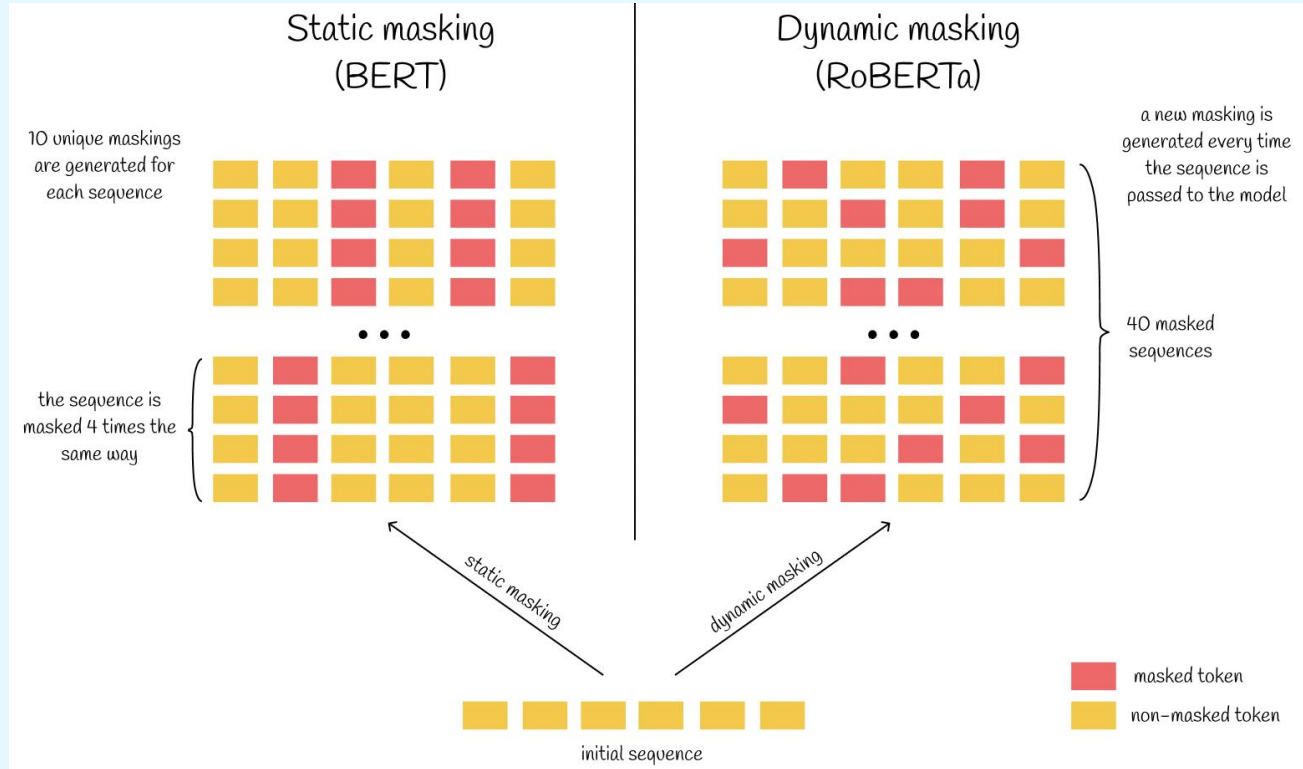 Static masking
(BERT)
Dynamic masking
(RoBERTa)
10 unique maskings
are generated for
each sequence
a new masking is
generated every time
the sequence is
passed to the model
the sequence is
masked 4 times the
same way
40 masked
sequences
static masking
dynamic masking
masked token
non-masked token
initial sequence